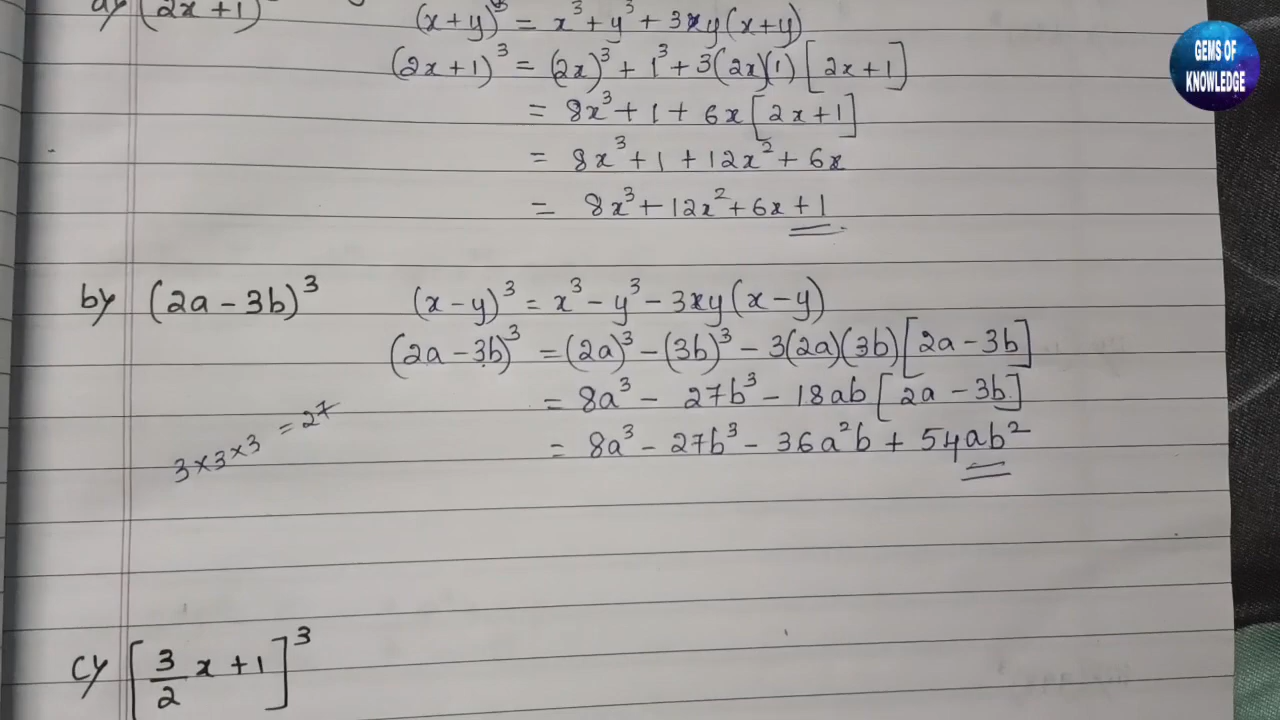 ay (2x+1)
(x+y)³ = x³+y³+3xy(x+y)
(2x+1)³ = (2x)³+1³+3(2x)(1)[2x+1]
= 8x³+1+6x[2x+1]
= 8x³+1+12x²+6x
= 8x³+12x²+6x+1
by (2a-3b)³ (x-y)³ = x³-y³-3xy(x-y)
(2a-3b)³ = (2a)³-(3b)³-3(2a)(3b)[2a-3b]
= 8a³-27b³-18ab[2a-3b]
3×3×3 = 27
= 8a³-27b³-36a²b+54ab²
cy [3/2 x+1]³
GEMS OF
KNOWLEDGE